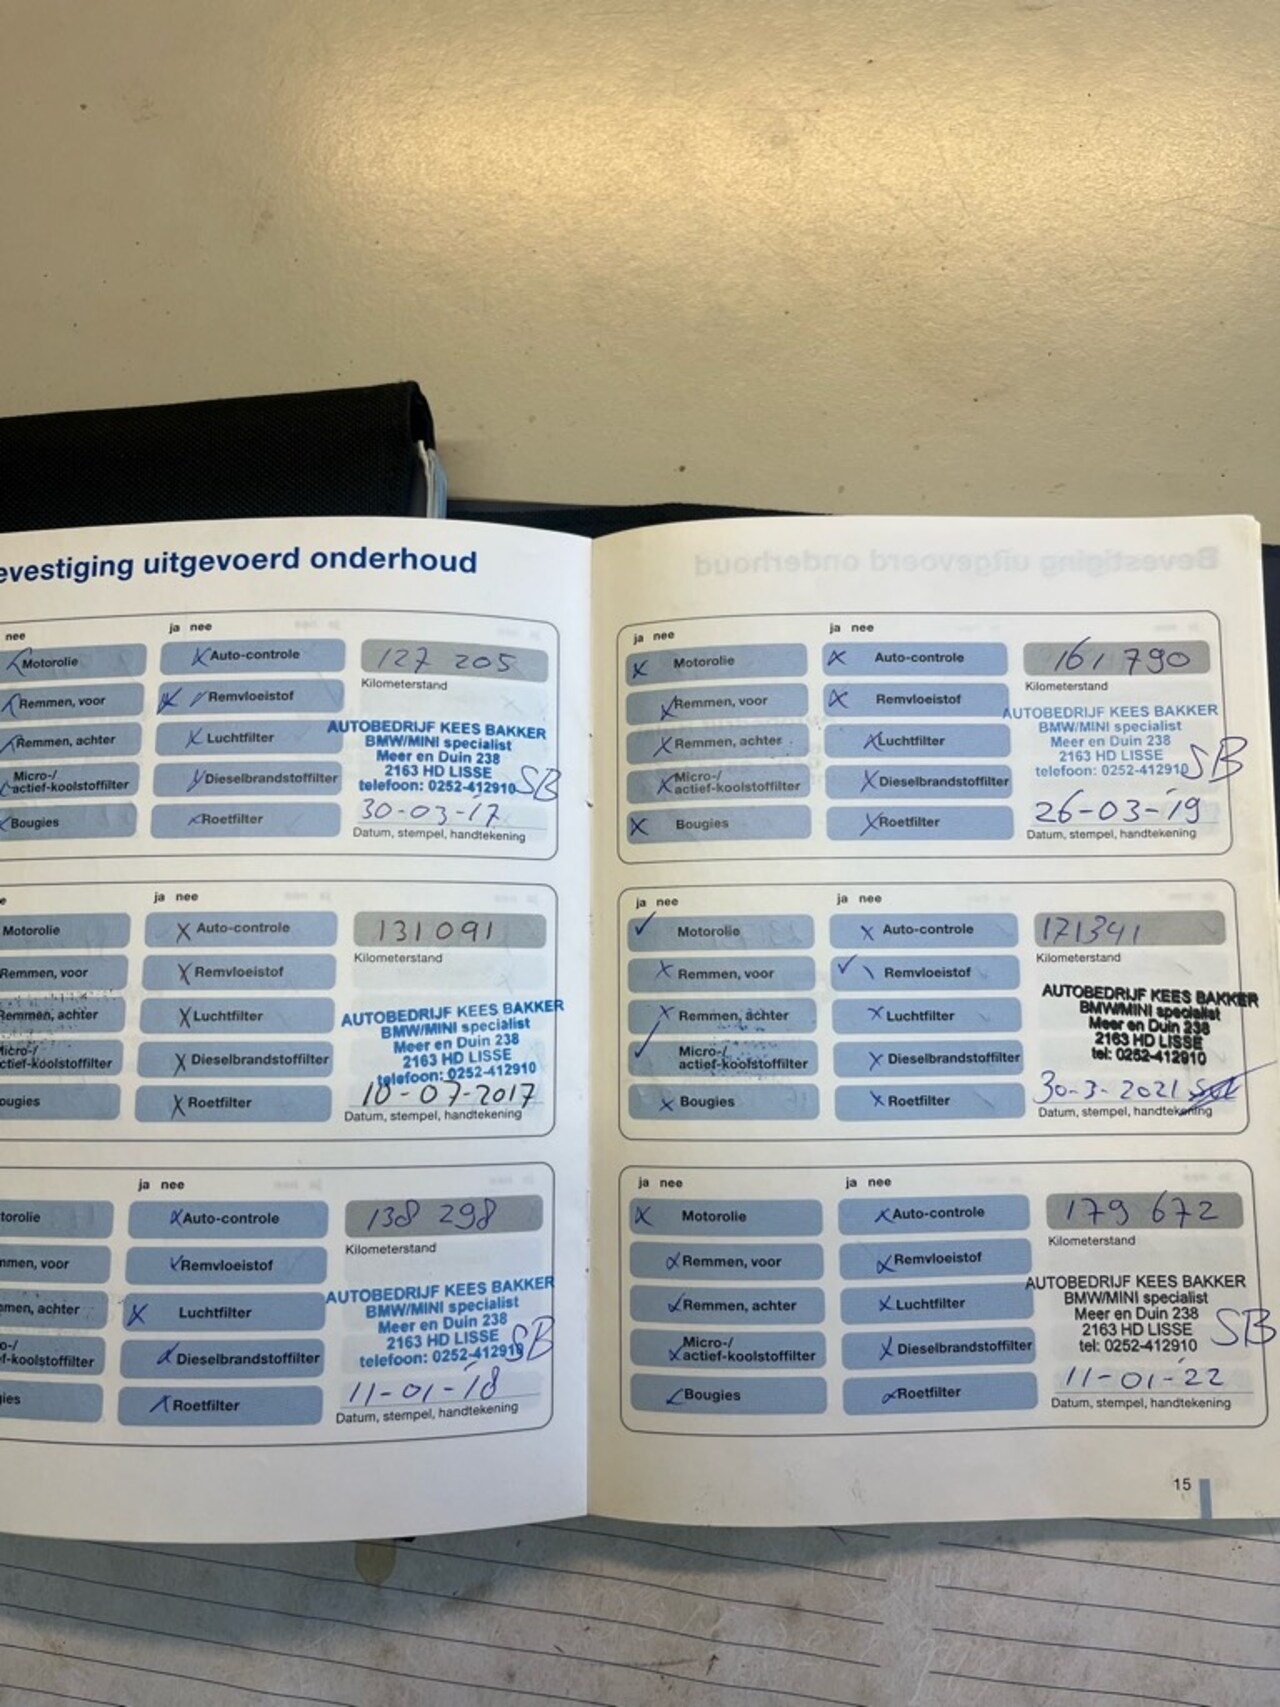 evestiging uitgevoerd onderhoud
nee
ja nee
Motorolie
Auto-controle
127 205
Kilometerstand
Remmen, voor
Remvloeistof
Remmen, achter
Luchtfilter
AUTOBEDRIJF KEES BAKKER
BMW/MINI specialist
Meer en Duin 238
2163 HD LISSE
telefoon: 0252-412910
SB
Micro-/
actief-koolstoffilter
Dieselbrandstoffilter
Bougies
Roetfilter
30-03-'17
Datum, stempel, handtekening
e
ja nee
Motorolie
Auto-controle
131091
Kilometerstand
Remmen, voor
Remvloeistof
Remmen, achter
Luchtfilter
AUTOBEDRIJF KEES BAKKER
BMW/MINI specialist
Meer en Duin 238
2163 HD LISSE
telefoon: 0252-412910
Micro-/
ctief-koolstoffilter
Dieselbrandstoffilter
ougies
Roetfilter
10-07-2017
Datum, stempel, handtekening
ja nee
torolie
Auto-controle
138 298
Kilometerstand
mmen, voor
Remvloeistof
men, achter
Luchtfilter
AUTOBEDRIJF KEES BAKKER
BMW/MINI specialist
Meer en Duin 238
2163 HD LISSE
telefoon: 0252-412910
SB
o-/
f-koolstoffilter
Dieselbrandstoffilter
gies
Roetfilter
11-01-'18
Datum, stempel, handtekening
ja nee
ja nee
Motorolie
Auto-controle
161790
Kilometerstand
Remmen, voor
Remvloeistof
Remmen, achter
Luchtfilter
AUTOBEDRIJF KEES BAKKER
BMW/MINI specialist
Meer en Duin 238
2163 HD LISSE
telefoon: 0252-412910
SB
Micro-/
actief-koolstoffilter
Dieselbrandstoffilter
Bougies
Roetfilter
26-03-'19
Datum, stempel, handtekening
ja nee
ja nee
Motorolie
Auto-controle
171341
Kilometerstand
Remmen, voor
Remvloeistof
Remmen, achter
Luchtfilter
AUTOBEDRIJF KEES BAKKER
BMW/MINI specialist
Meer en Duin 238
2163 HD LISSE
tel: 0252-412910
Micro-/
actief-koolstoffilter
Dieselbrandstoffilter
Bougies
Roetfilter
30-3-2021
Datum, stempel, handtekening
ja nee
ja nee
Motorolie
Auto-controle
179 672
Kilometerstand
Remmen, voor
Remvloeistof
Remmen, achter
Luchtfilter
AUTOBEDRIJF KEES BAKKER
BMW/MINI specialist
Meer en Duin 238
2163 HD LISSE
tel: 0252-412910
SB
Micro-/
actief-koolstoffilter
Dieselbrandstoffilter
Bougies
Roetfilter
11-01-'22
Datum, stempel, handtekening
15